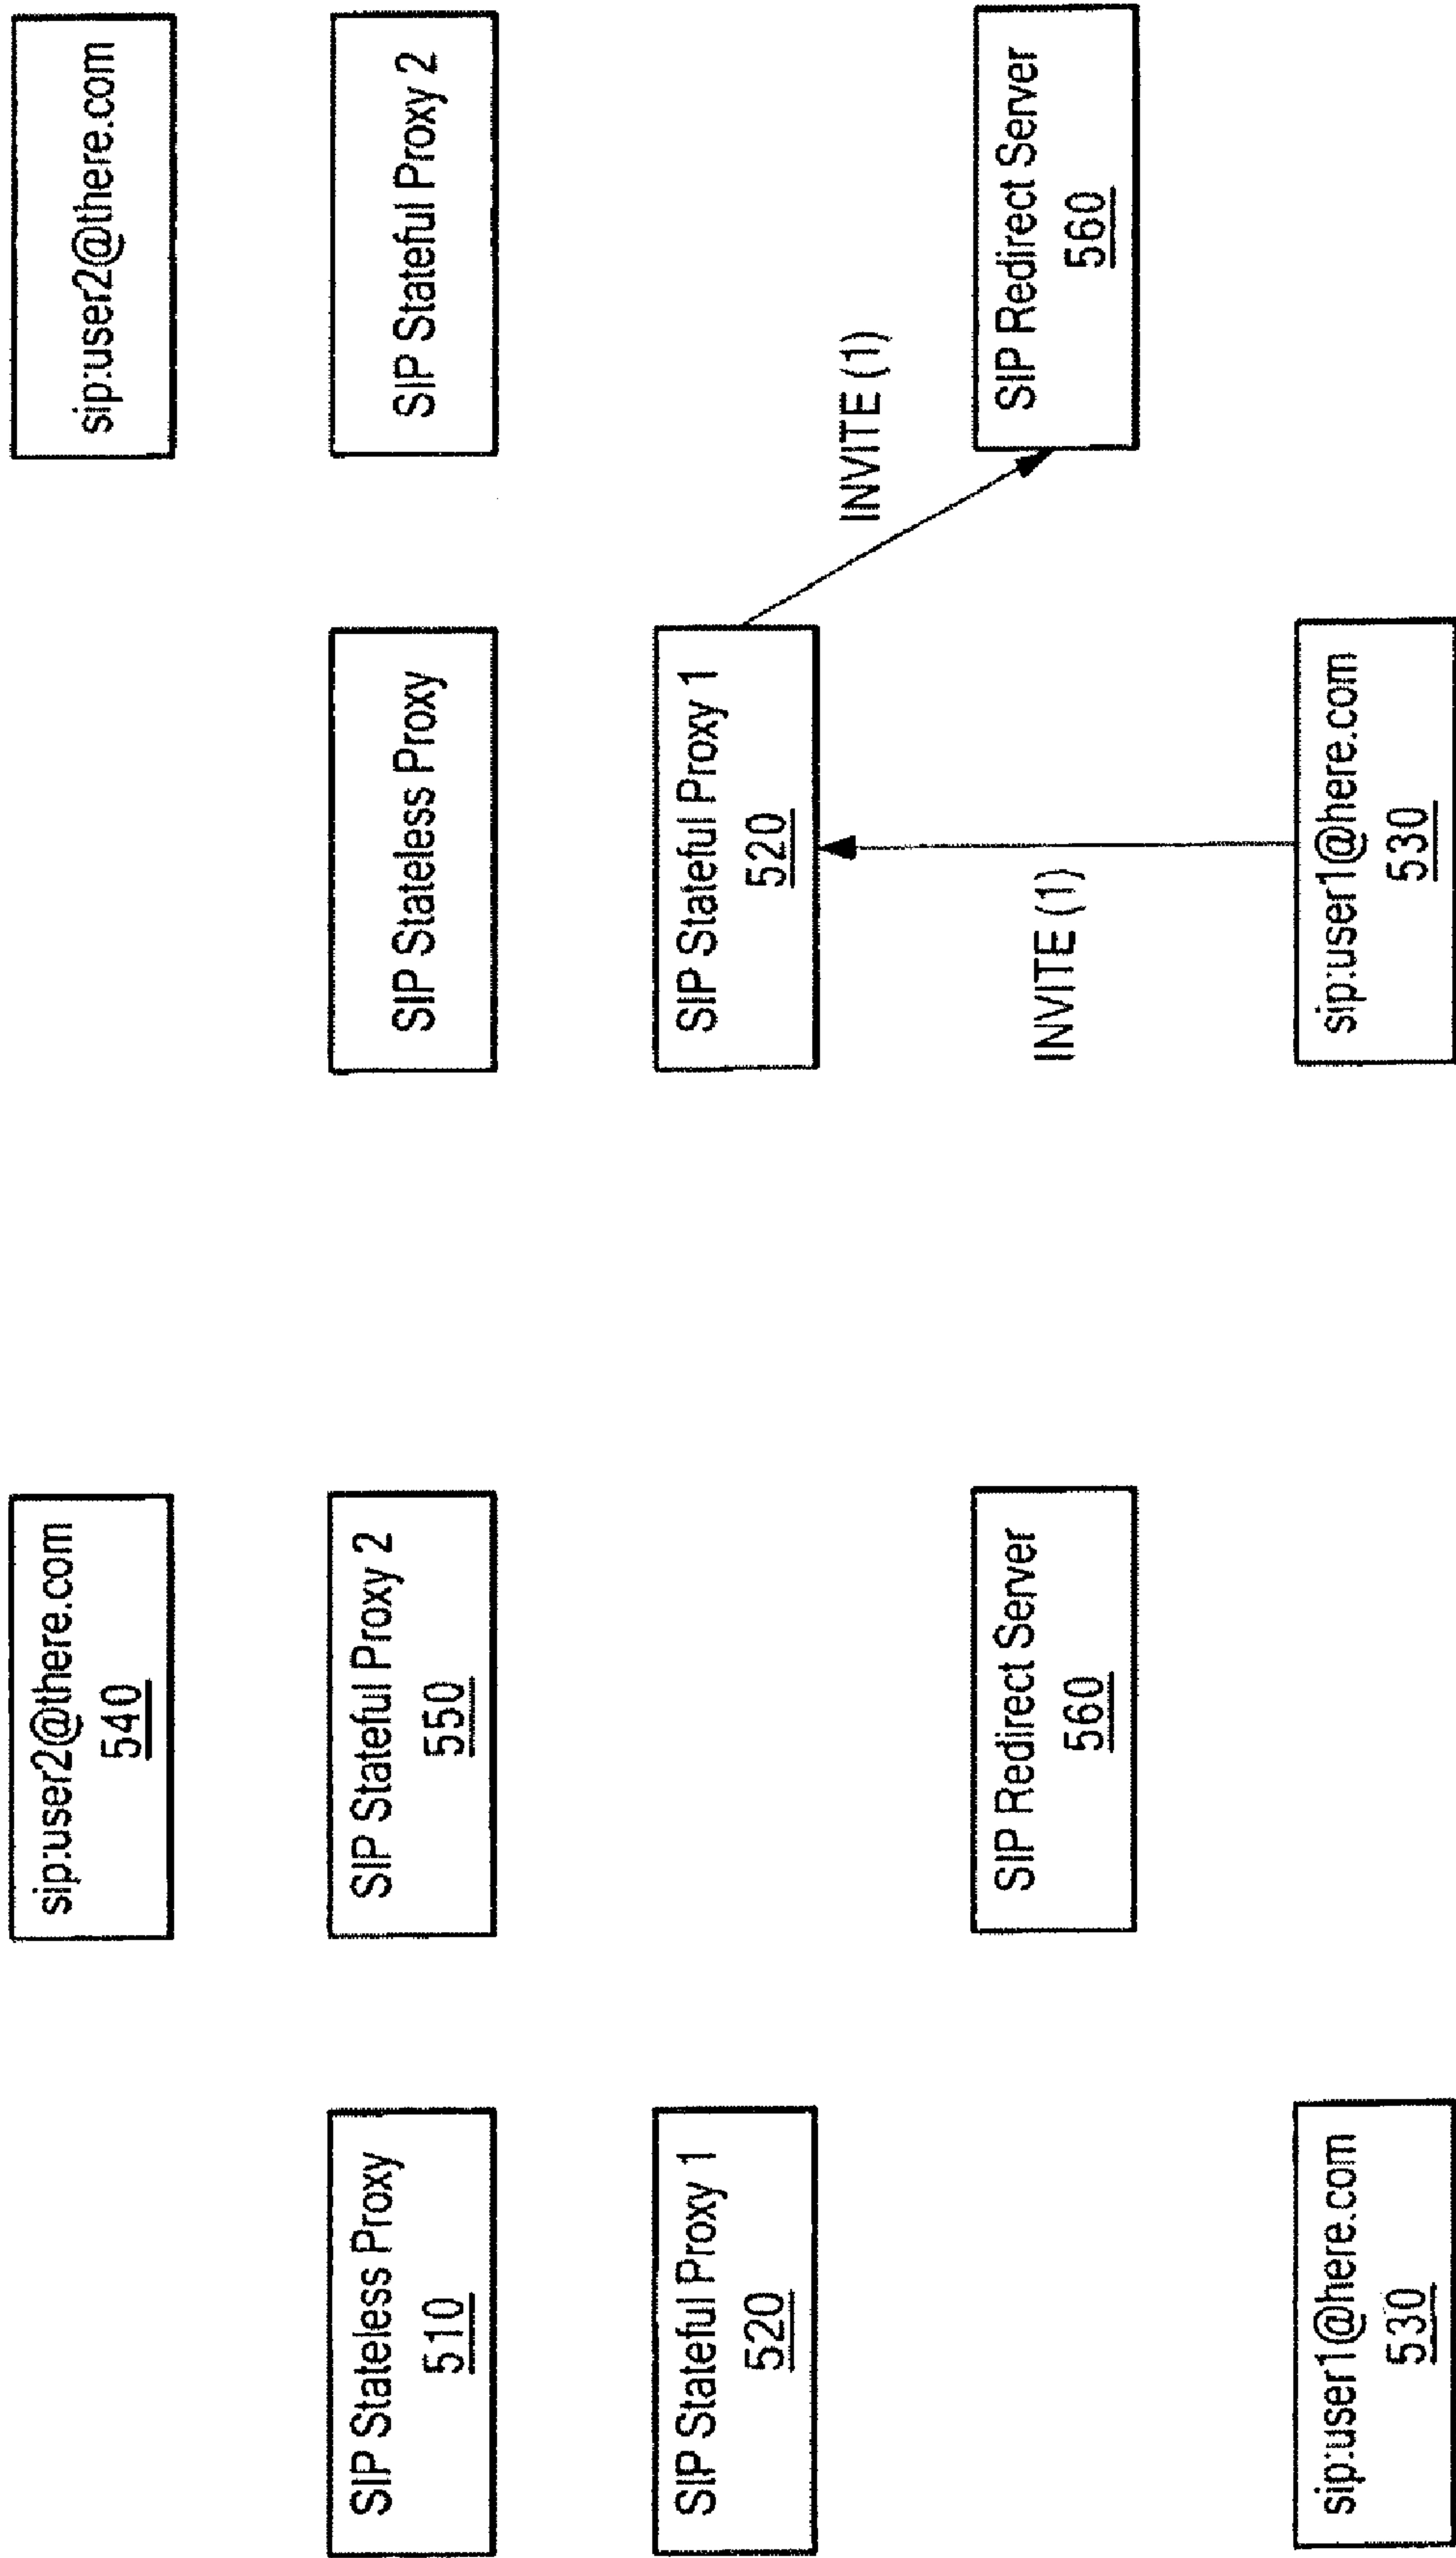 sip:user2@there.com
540
SIP Stateless Proxy
510
SIP Stateful Proxy 2
550
SIP Stateful Proxy 1
520
SIP Redirect Server
560
sip:user1@here.com
530
sip:user2@there.com
SIP Stateless Proxy
SIP Stateful Proxy 2
SIP Stateful Proxy 1
520
INVITE (1)
SIP Redirect Server
560
INVITE (1)
sip:user1@here.com
530